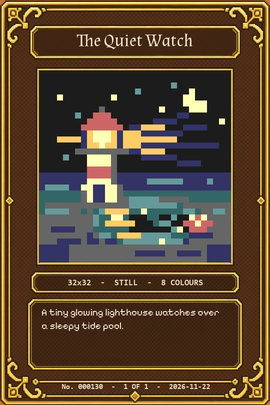 The Quiet Watch
32x32 - STILL - 8 COLOURS
A tiny glowing lighthouse watches over
a sleepy tide pool.
No. 000130 - 1 OF 1 - 2026-11-22